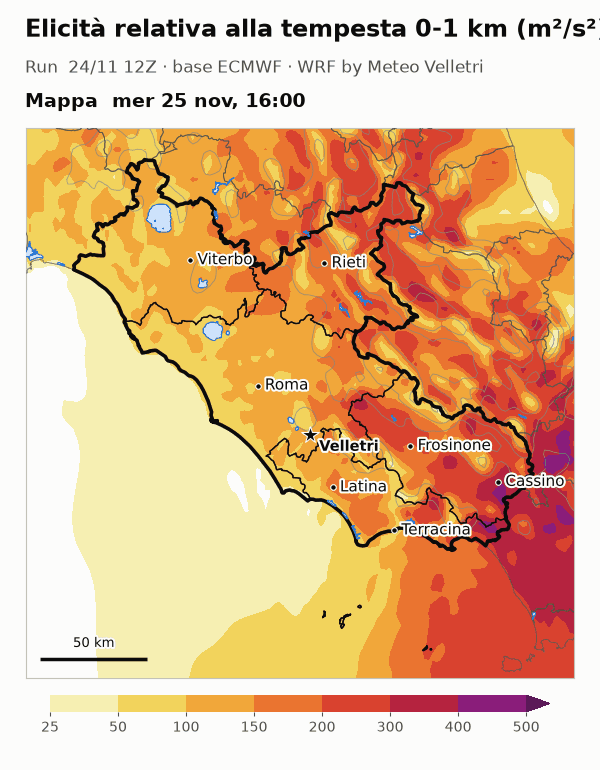 Elicità relativa alla tempesta 0-1 km (m²/s²)
Run  24/11 12Z · base ECMWF · WRF by Meteo Velletri
Mappa  mer 25 nov, 16:00
Viterbo
Rieti
Roma
Velletri
Frosinone
Cassino
Latina
Terracina
50 km
25 50 100 150 200 300 400 500